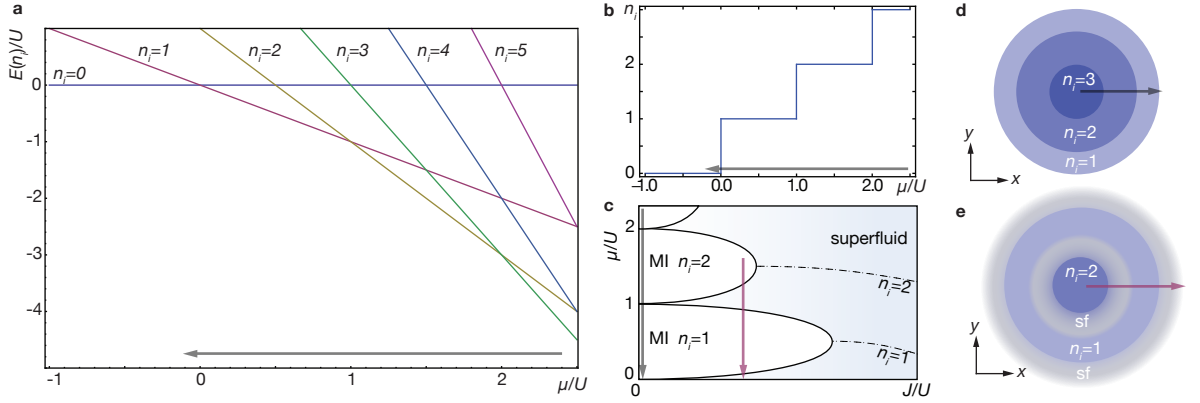 a
E(n_i)/U
n_i=0
n_i=1
n_i=2
n_i=3
n_i=4
n_i=5
0
-1
-2
-3
-4
-1
0
1
2
μ/U
b
n_i
2
1
0
−1.0
0.0
1.0
2.0
μ/U
c
μ/U
2
1
0
superfluid
MI n_i=2
n_i=2
MI n_i=1
n_i=1
0
J/U
d
n_i=3
n_i=2
n_i=1
y
x
e
n_i=2
sf
n_i=1
sf
y
x